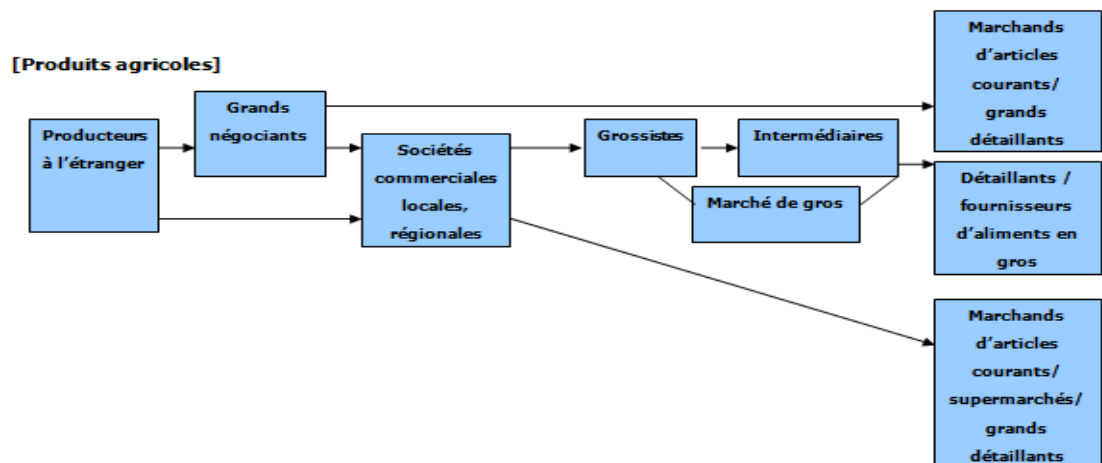 [Produits agricoles]
Producteurs
à l’étranger
Grands
négociants
Sociétés
commerciales
locales,
régionales
Grossistes
Intermédiaires
Marché de gros
Marchands
d’articles
courants/
grands
détaillants
Détaillants /
fournisseurs
d’aliments en
gros
Marchands
d’articles
courants/
supermarchés/
grands
détaillants